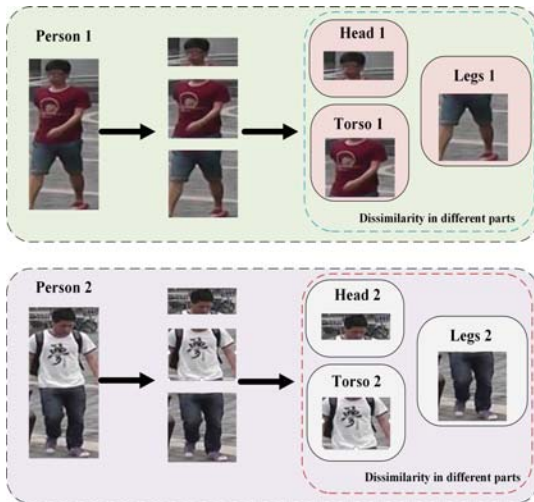 Person 1
Head 1
Legs 1
Torso 1
Dissimilarity in different parts
Person 2
Head 2
Legs 2
Torso 2
Dissimilarity in different parts